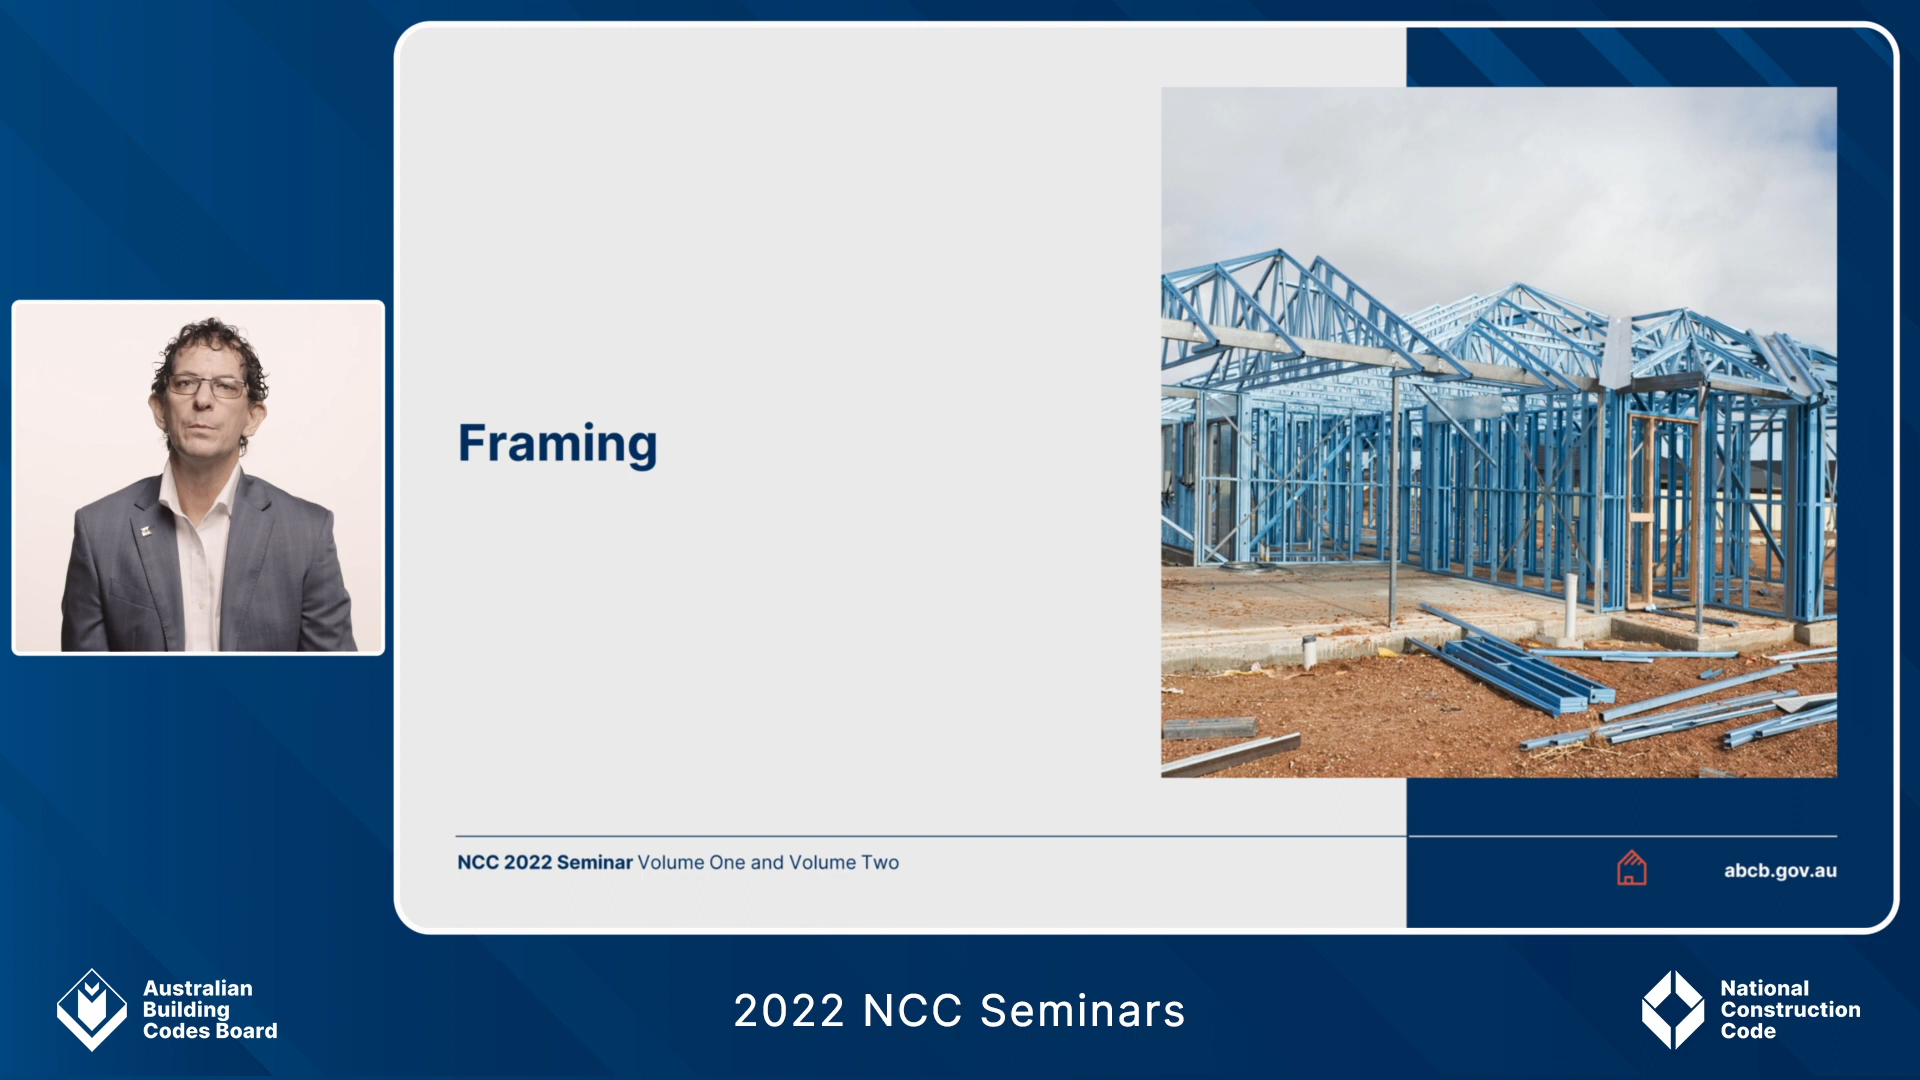 Framing
NCC 2022 Seminar Volume One and Volume Two
abcb.gov.au
Australian
Building
Codes Board
2022 NCC Seminars
National
Construction
Code